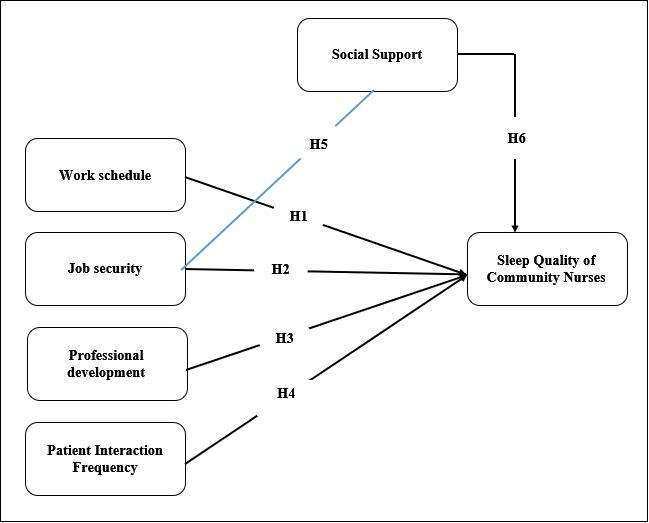 Social Support
H5
H6
Work schedule
H1
Job security
H2
Sleep Quality of
Community Nurses
H3
Professional
development
H4
Patient Interaction
Frequency